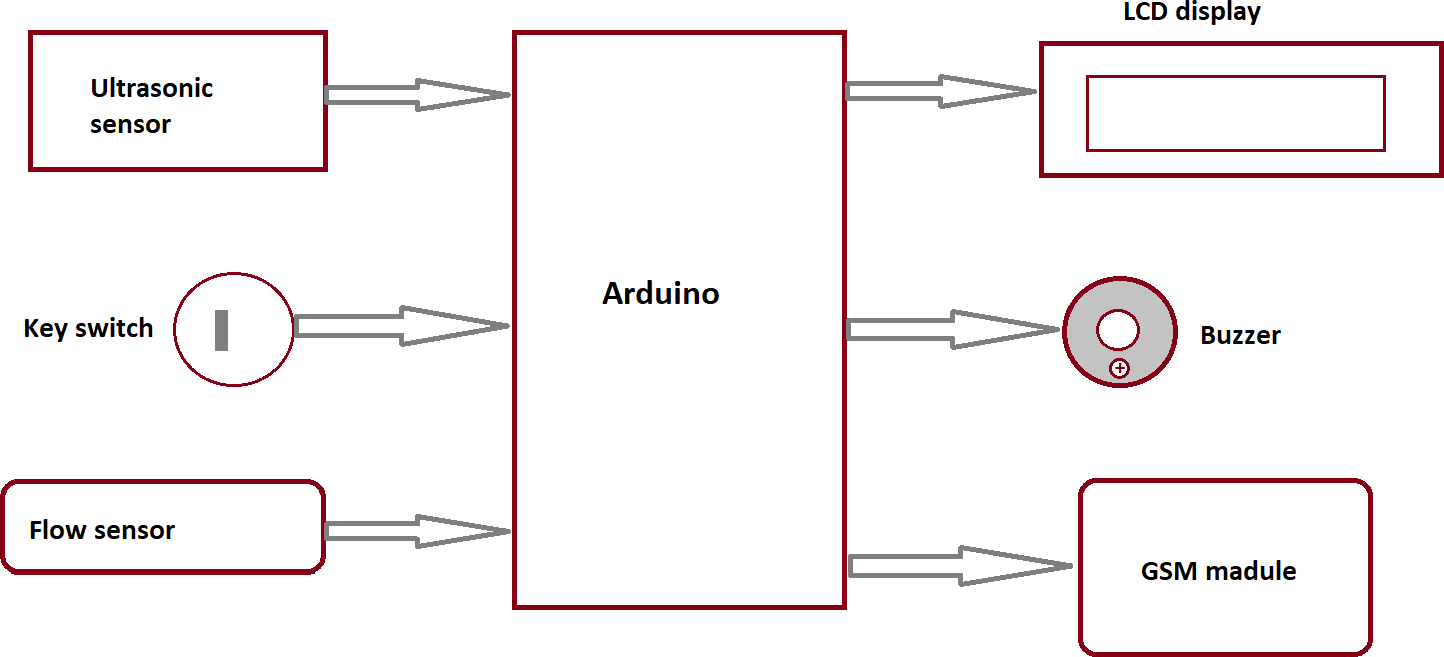 LCD display
Ultrasonic
sensor
Arduino
Key switch
Buzzer
+
Flow sensor
GSM madule